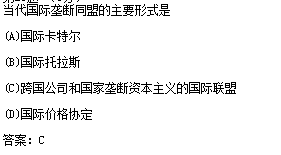 当代国际垄断同盟的主要形式是
(A)国际卡特尔
(B)国际托拉斯
(C)跨国公司和国家垄断资本主义的国际联盟
(D)国际价格协定
答案：C